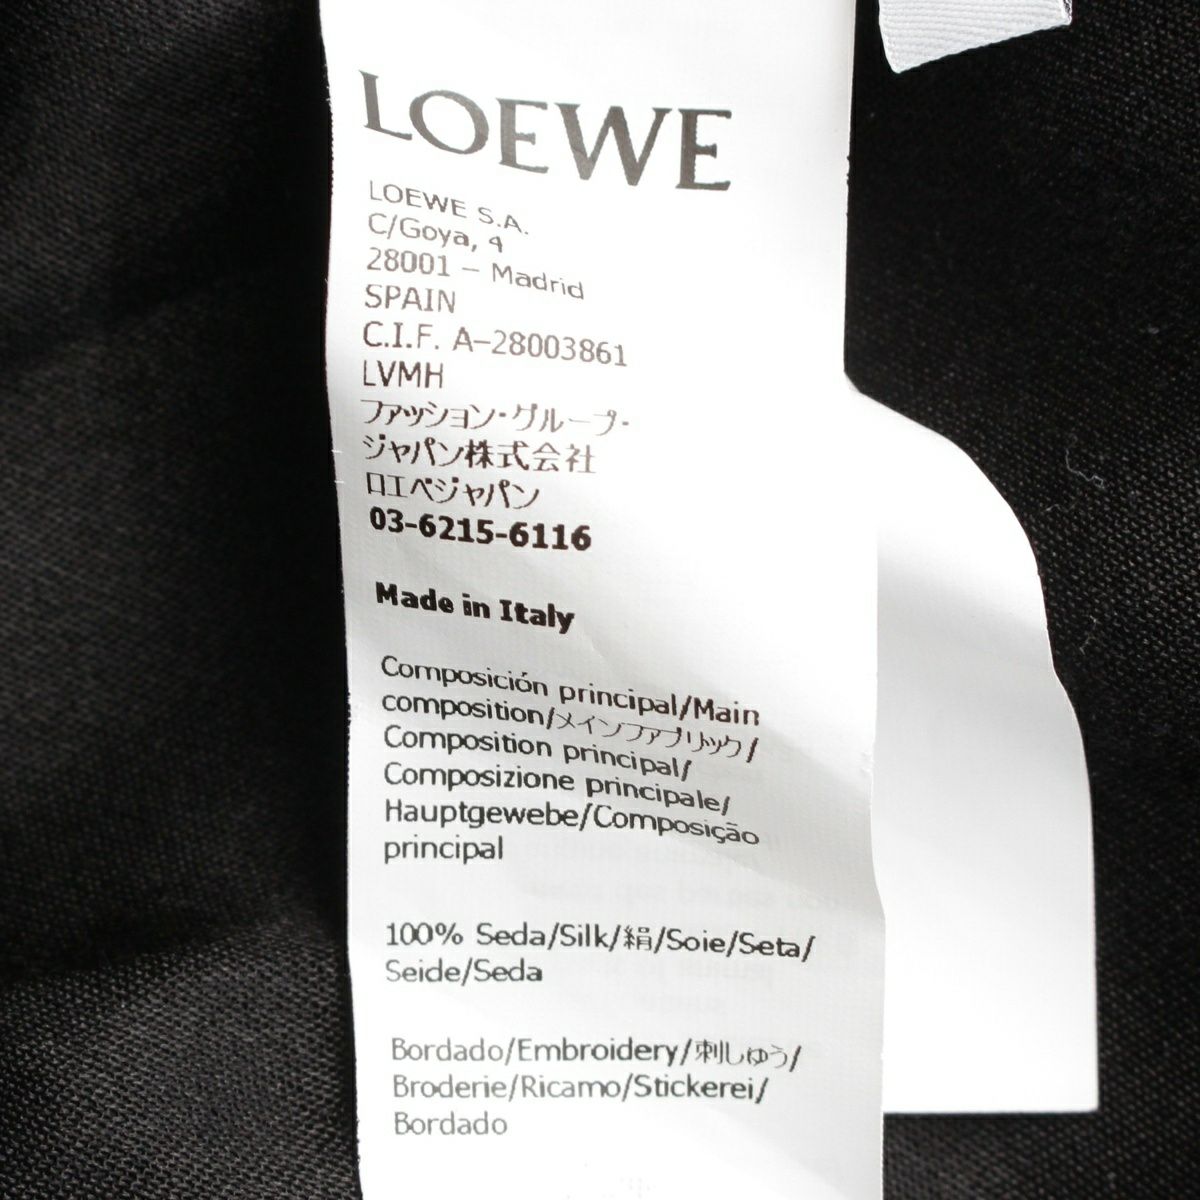 LOEWE
LOEWE S.A.
C/Goya, 4
28001 – Madrid
SPAIN
C.I.F. A–28003861
LVMH
ファッション・グループ・
ジャパン株式会社
ロエベジャパン
03-6215-6116
Made in Italy
Composición principal/Main
composition/メインファブリック/
Composition principal/
Composizione principale/
Hauptgewebe/Composição
principal
100% Seda/Silk/絹/Soie/Seta/
Seide/Seda
Bordado/Embroidery/刺しゅう/
Broderie/Ricamo/Stickerei/
Bordado